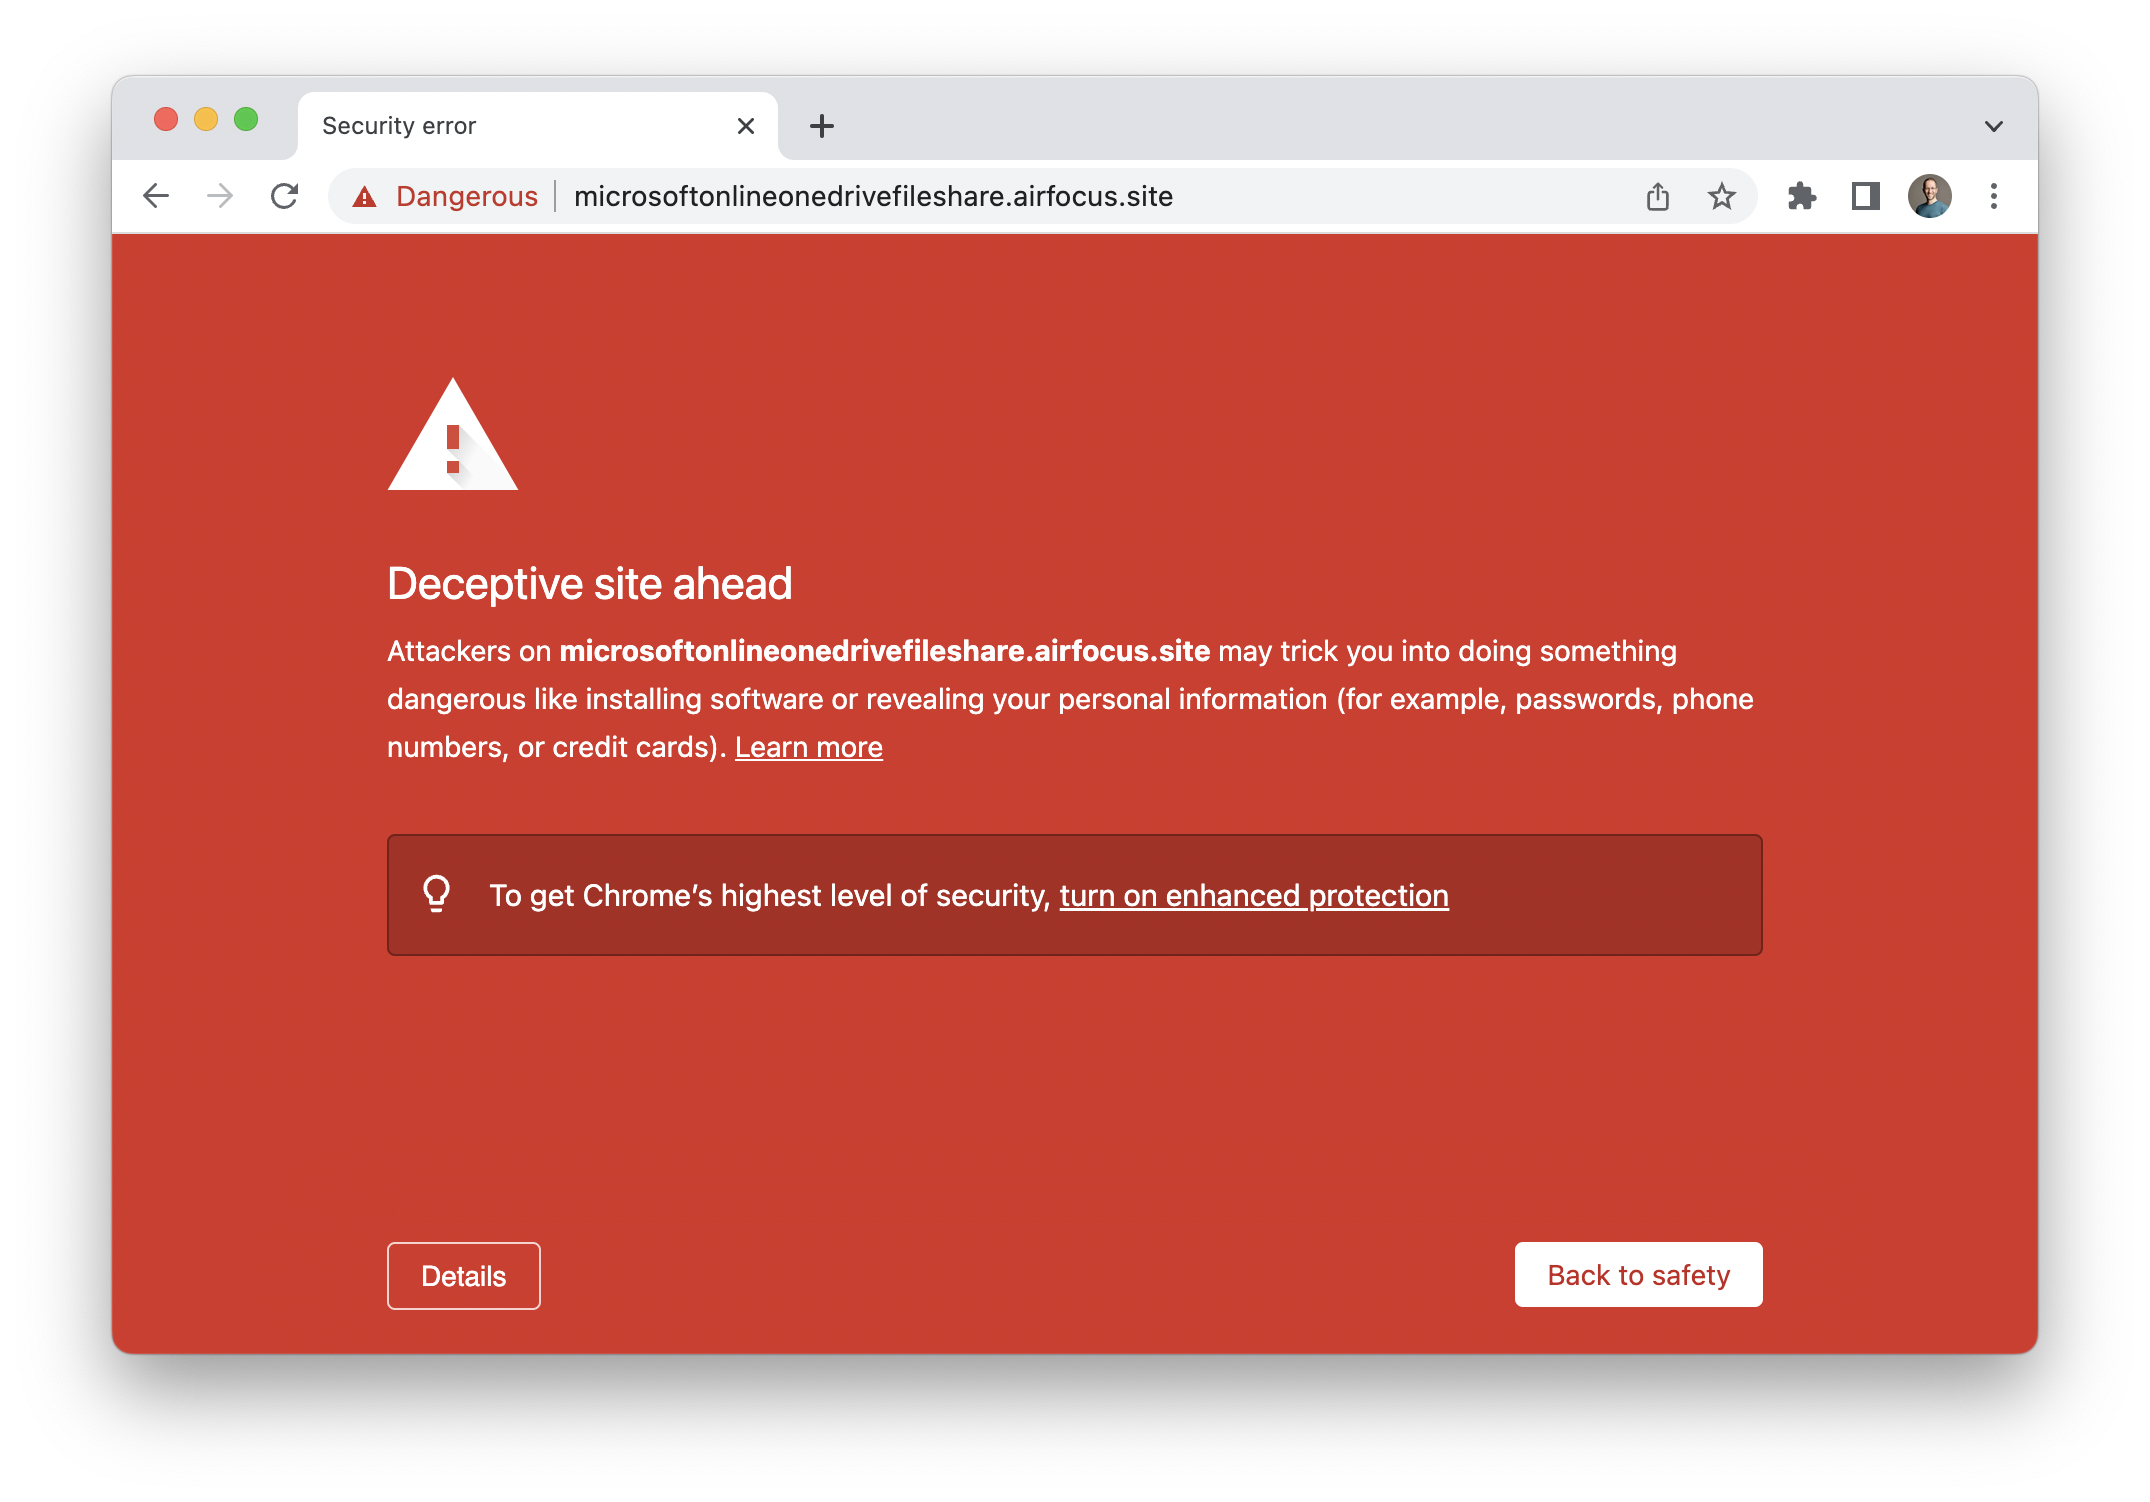 Security error
Dangerous
microsoftonlineonedrivefileshare.airfocus.site
Deceptive site ahead
Attackers on microsoftonlineonedrivefileshare.airfocus.site may trick you into doing something
dangerous like installing software or revealing your personal information (for example, passwords, phone
numbers, or credit cards). Learn more
To get Chrome’s highest level of security, turn on enhanced protection
Details
Back to safety